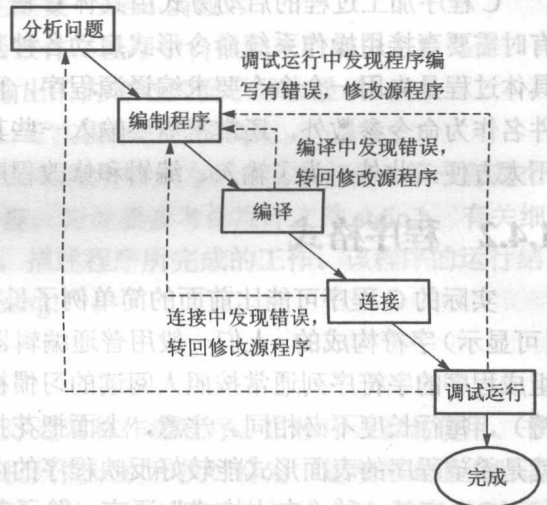 分析问题
调试运行中发现程序编
写有错误，修改源程序
编制程序
编译中发现错误，
转回修改源程序
编译
连接
连接中发现错误，
转回修改源程序
调试运行
完成